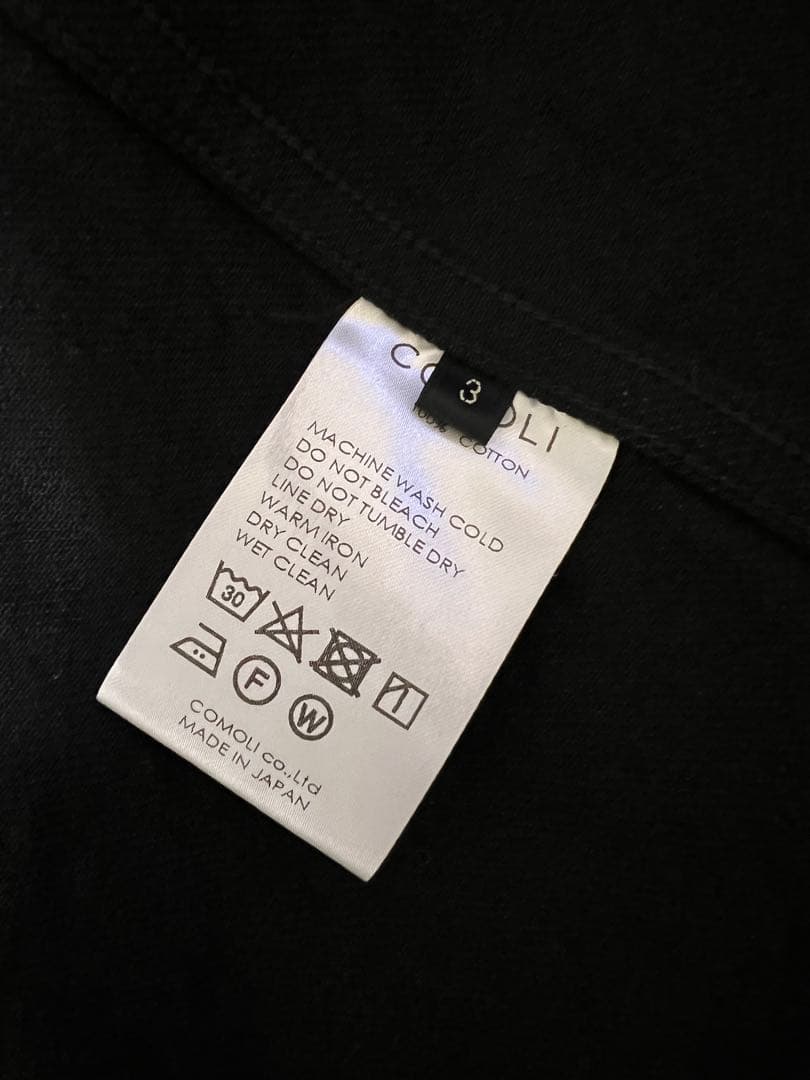 COMOLI
3
100% COTTON
MACHINE WASH COLD
DO NOT BLEACH
DO NOT TUMBLE DRY
LINE DRY
WARM IRON
DRY CLEAN
WET CLEAN
30
F W
COMOLI co.,Ltd
MADE IN JAPAN